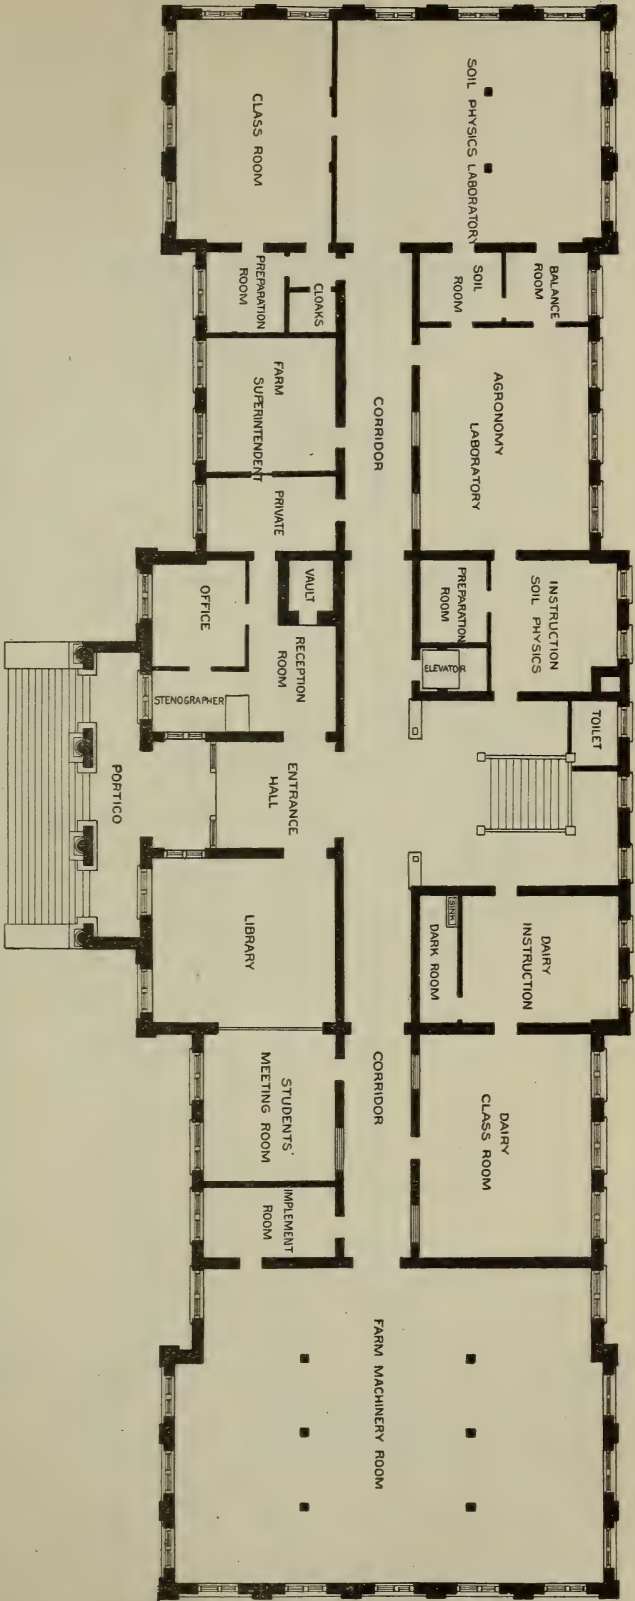 CLASS ROOM
SOIL PHYSICS LABORATORY
PREPARATION
ROOM
CLOAKS
SOIL
ROOM
BALANCE
ROOM
FARM
SUPERINTENDENT
CORRIDOR
AGRONOMY
LABORATORY
PRIVATE
OFFICE
VAULT
RECEPTION
ROOM
STENOGRAPHER
PREPARATION
ROOM
ELEVATOR
INSTRUCTION
SOIL PHYSICS
TOILET
PORTICO
ENTRANCE
HALL
LIBRARY
SINK
DARK ROOM
DAIRY
INSTRUCTION
STUDENTS'
MEETING ROOM
CORRIDOR
DAIRY
CLASS ROOM
IMPLEMENT
ROOM
FARM MACHINERY ROOM